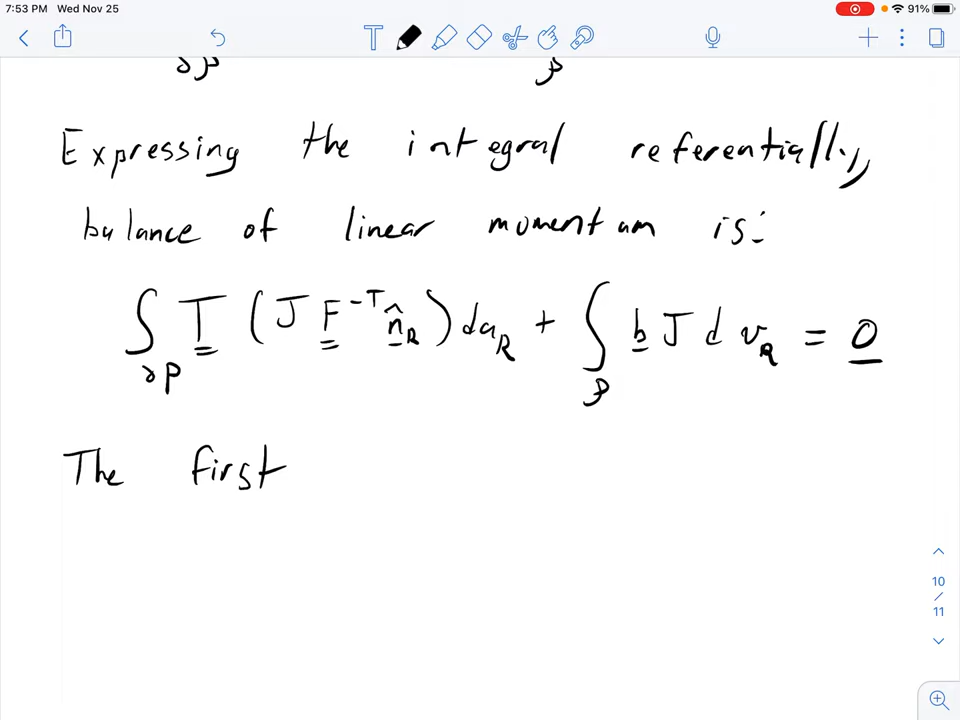 7:53 PM Wed Nov 25
91%
∂P P
Expressing the integral referentially,
balance of linear momentum is:
∫_∂P T (J F^-T n̂_R) da_R + ∫_P b J dv_R = 0
The first
10
/
11